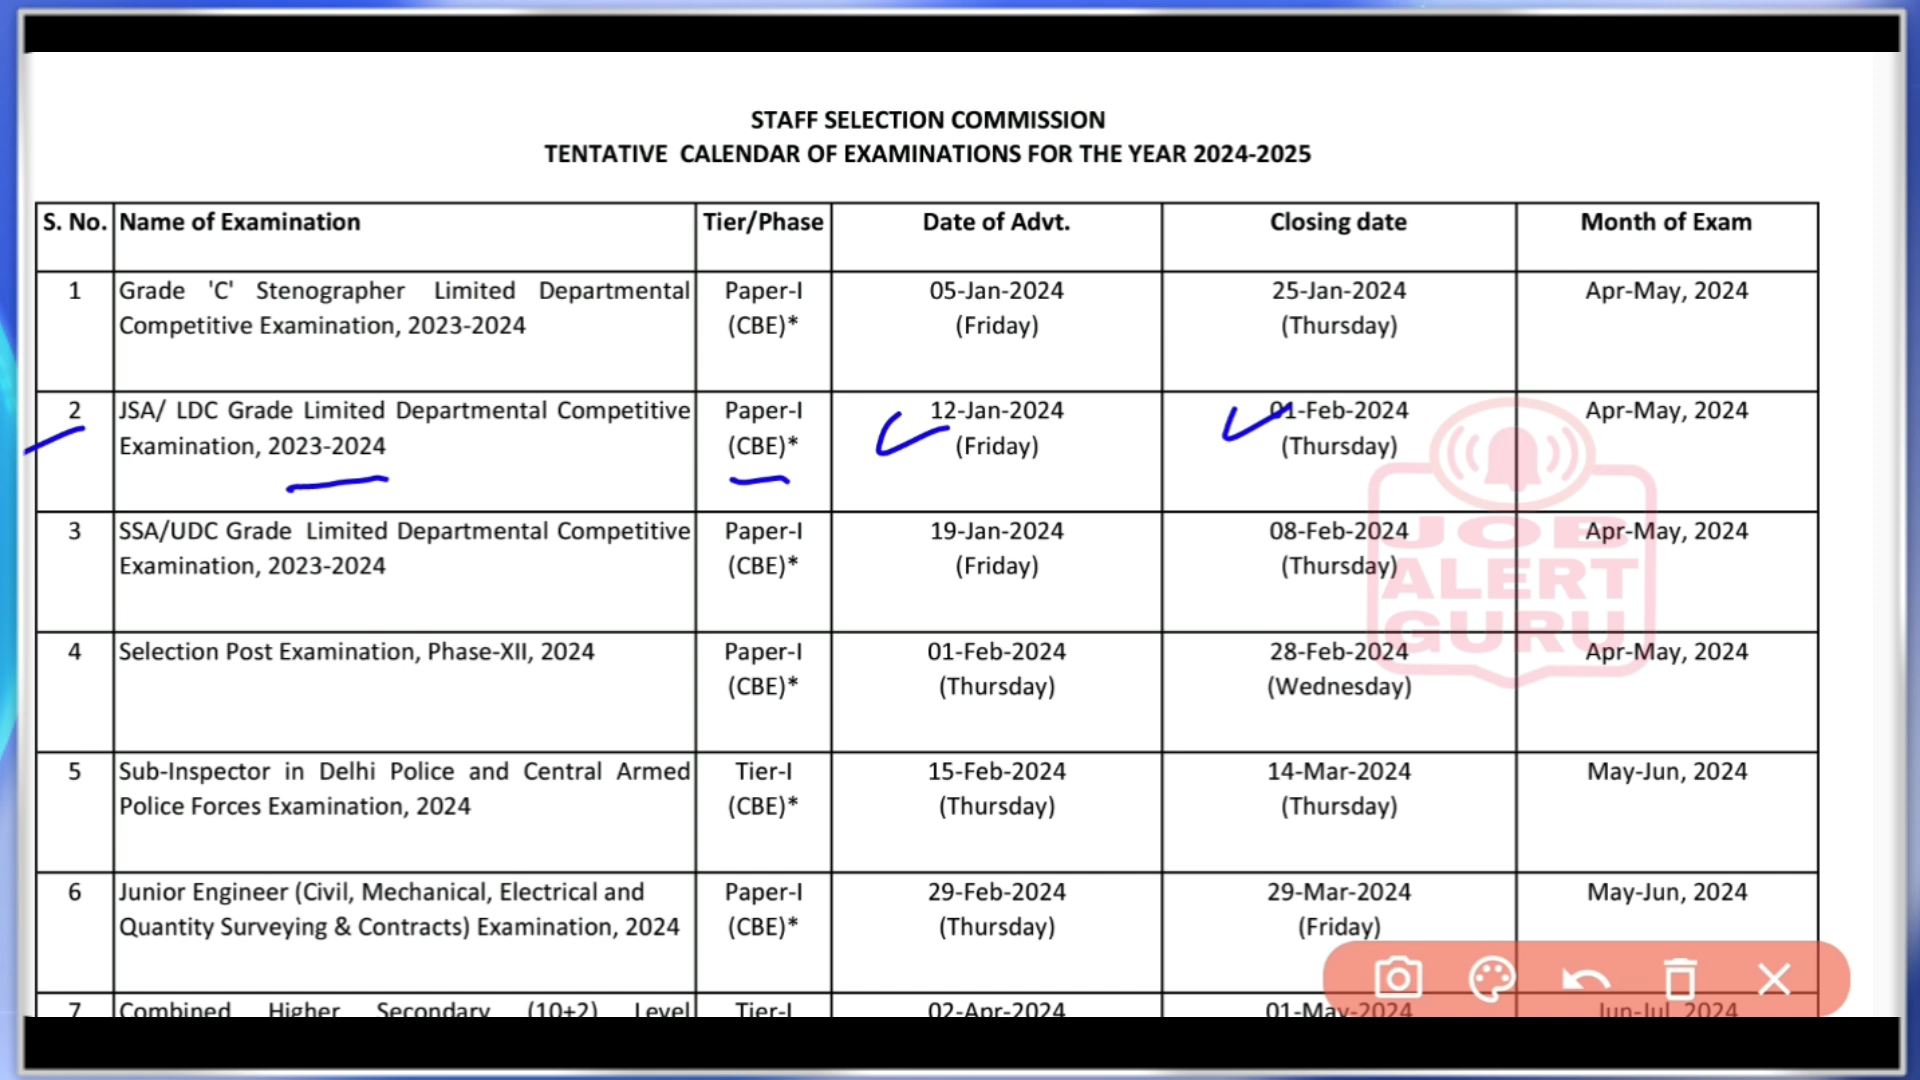 STAFF SELECTION COMMISSION
TENTATIVE CALENDAR OF EXAMINATIONS FOR THE YEAR 2024-2025
S. No. Name of Examination Tier/Phase Date of Advt. Closing date Month of Exam
1 Grade 'C' Stenographer Limited Departmental Paper-I 05-Jan-2024 25-Jan-2024 Apr-May, 2024
Competitive Examination, 2023-2024 (CBE)* (Friday) (Thursday)
2 JSA/ LDC Grade Limited Departmental Competitive Paper-I 12-Jan-2024 01-Feb-2024 Apr-May, 2024
Examination, 2023-2024 (CBE)* (Friday) (Thursday)
3 SSA/UDC Grade Limited Departmental Competitive Paper-I 19-Jan-2024 08-Feb-2024 Apr-May, 2024
Examination, 2023-2024 (CBE)* (Friday) (Thursday)
JOB
ALERT
GURU
4 Selection Post Examination, Phase-XII, 2024 Paper-I 01-Feb-2024 28-Feb-2024 Apr-May, 2024
(CBE)* (Thursday) (Wednesday)
5 Sub-Inspector in Delhi Police and Central Armed Tier-I 15-Feb-2024 14-Mar-2024 May-Jun, 2024
Police Forces Examination, 2024 (CBE)* (Thursday) (Thursday)
6 Junior Engineer (Civil, Mechanical, Electrical and Paper-I 29-Feb-2024 29-Mar-2024 May-Jun, 2024
Quantity Surveying & Contracts) Examination, 2024 (CBE)* (Thursday) (Friday)
7 Combined Higher Secondary (10+2) Level Tier-I 02-Apr-2024 01-May-2024 Jun-Jul, 2024